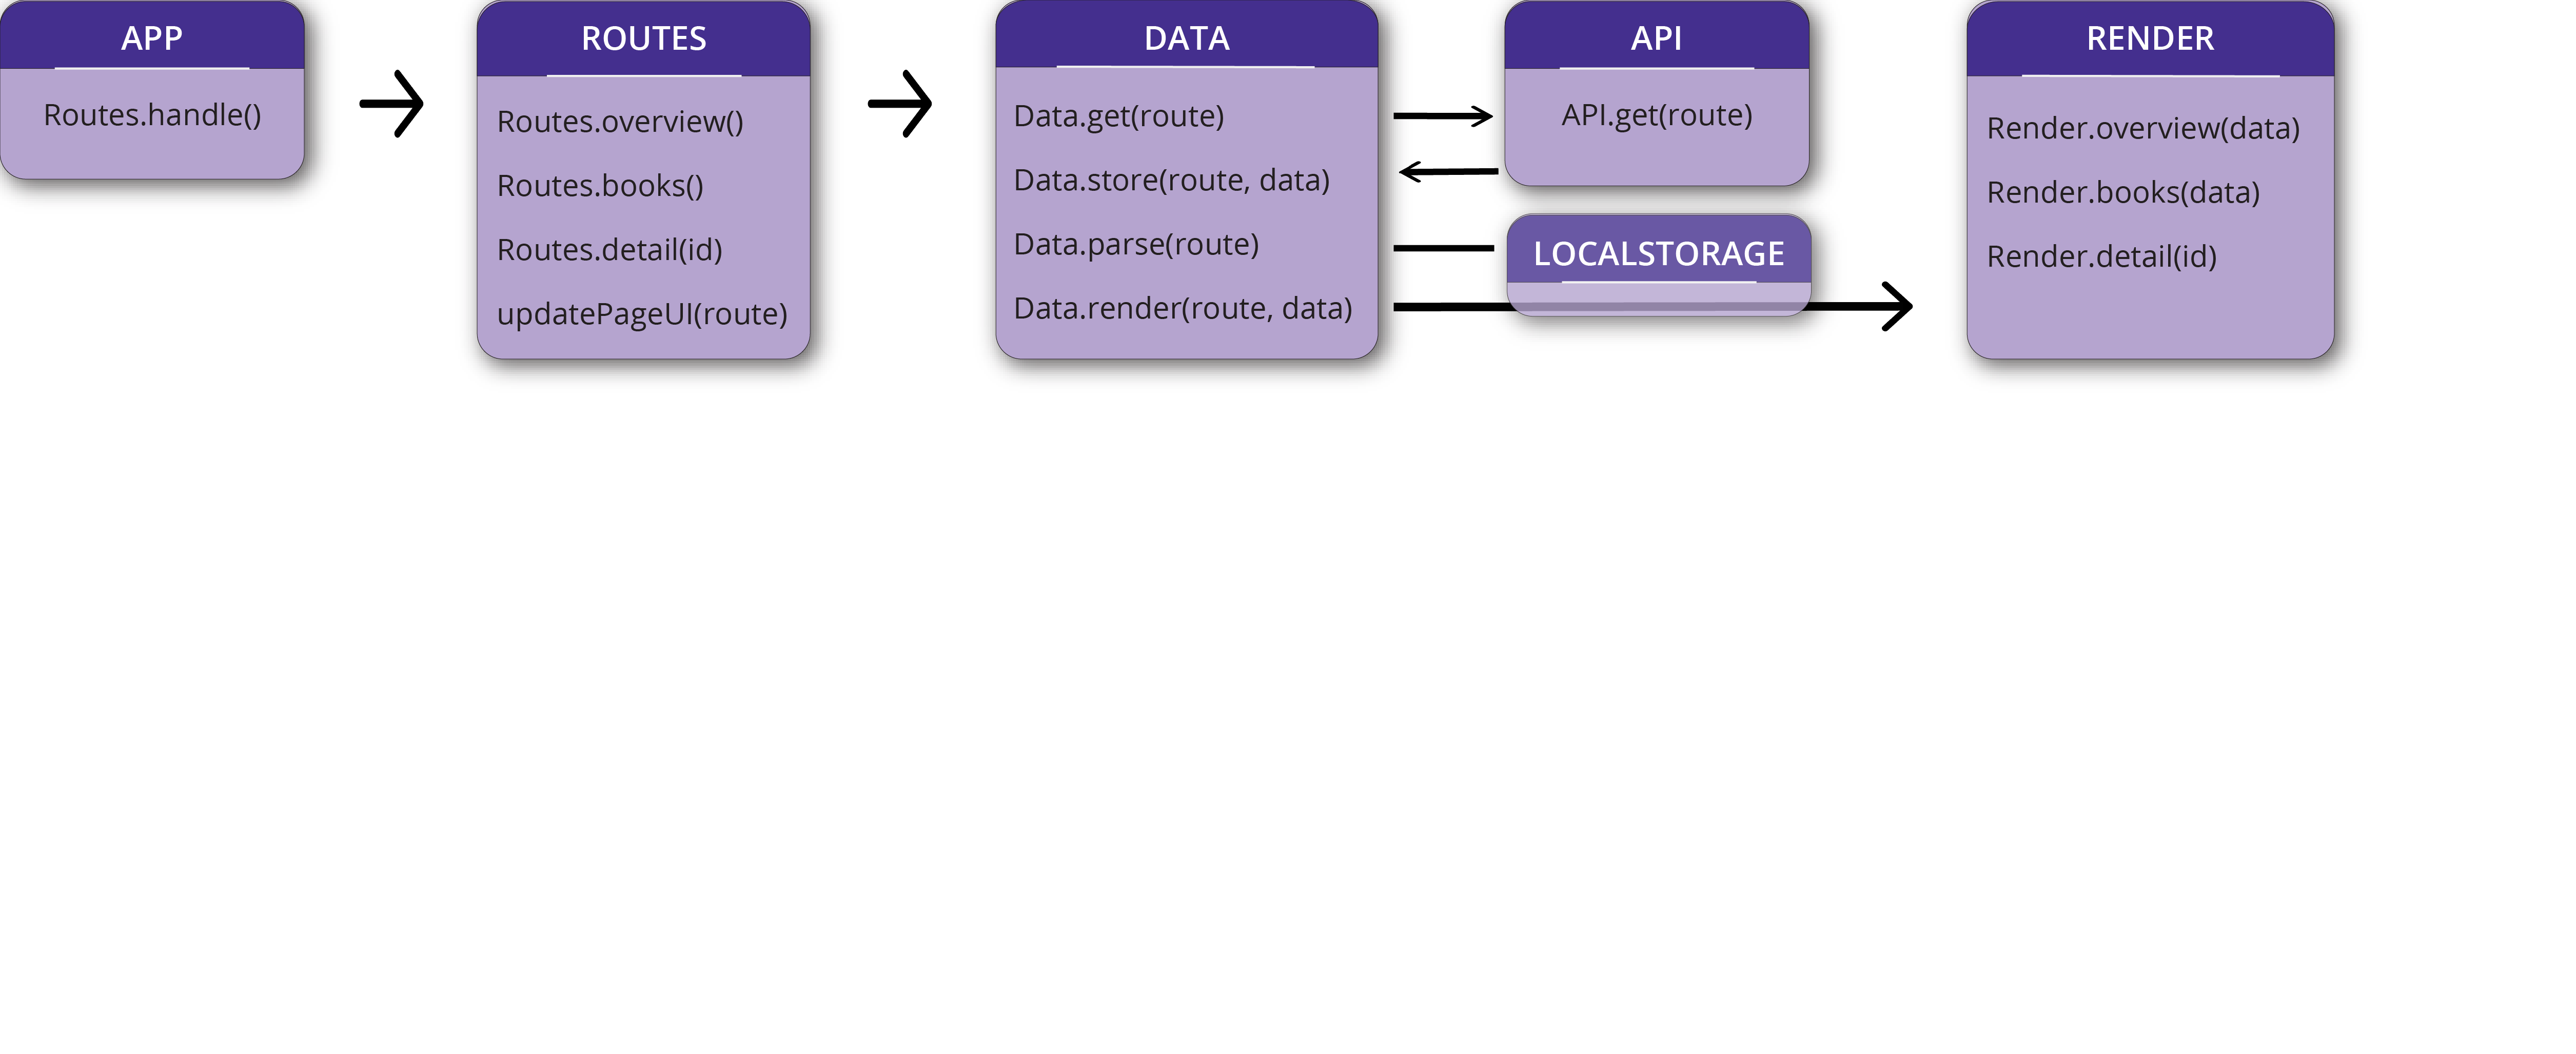 APP
Routes.handle()
ROUTES
Routes.overview()
Routes.books()
Routes.detail(id)
updatePageUI(route)
DATA
Data.get(route)
Data.store(route, data)
Data.parse(route)
Data.render(route, data)
API
API.get(route)
LOCALSTORAGE
RENDER
Render.overview(data)
Render.books(data)
Render.detail(id)